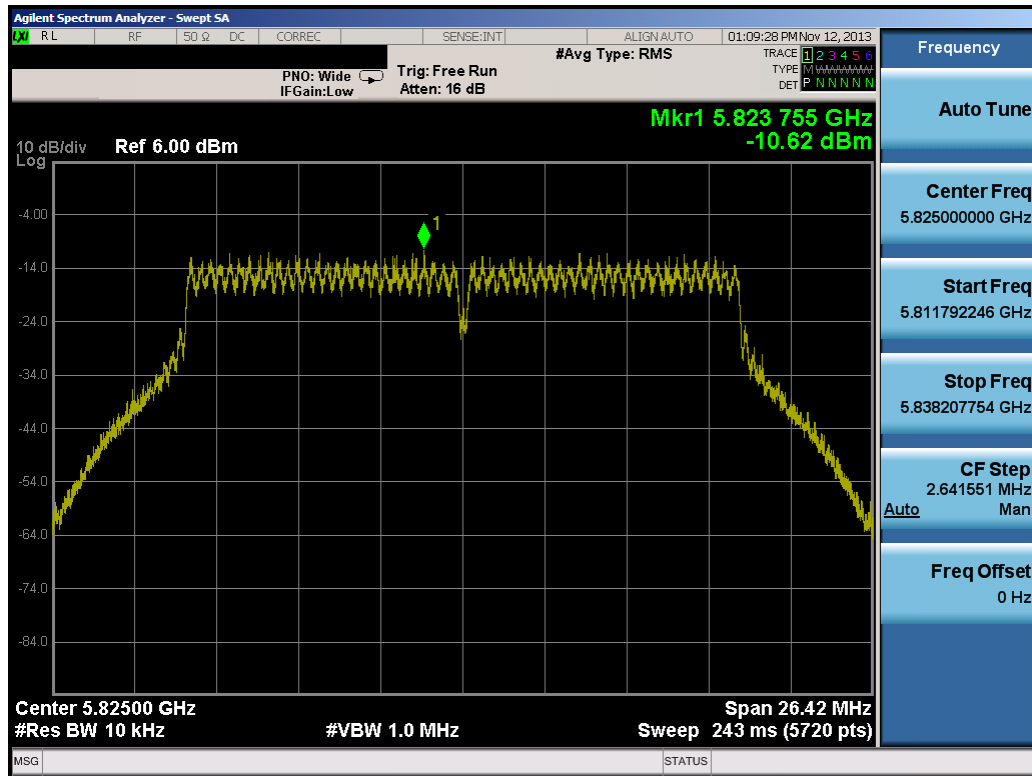 Agilent Spectrum Analyzer - Swept SA
LXI RL RF 50 Ω DC CORREC SENSE:INT ALIGN AUTO 01:09:28 PM Nov 12, 2013
#Avg Type: RMS TRACE 1 2 3 4 5 6
PNO: Wide Trig: Free Run TYPE M WWWWW
IFGain:Low Atten: 16 dB DET P N N N N N
Mkr1 5.823 755 GHz
-10.62 dBm
10 dB/div Ref 6.00 dBm
Log
1
-4.00
-14.0
-24.0
-34.0
-44.0
-54.0
-64.0
-74.0
-84.0
Center 5.82500 GHz Span 26.42 MHz
#Res BW 10 kHz #VBW 1.0 MHz Sweep 243 ms (5720 pts)
MSG STATUS
Frequency
Auto Tune
Center Freq
5.825000000 GHz
Start Freq
5.811792246 GHz
Stop Freq
5.838207754 GHz
CF Step
2.641551 MHz
Auto Man
Freq Offset
0 Hz